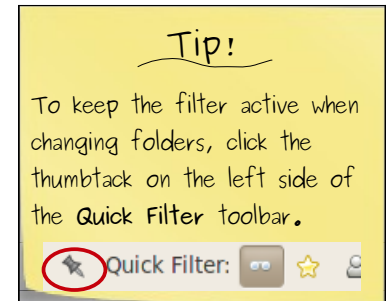 Tip!
To keep the filter active when
changing folders, click the
thumbtack on the left side of
the Quick Filter toolbar.
Quick Filter: